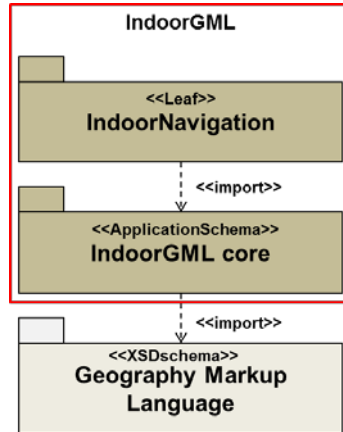 IndoorGML
<<Leaf>>
IndoorNavigation
<<import>>
<<ApplicationSchema>>
IndoorGML core
<<import>>
<<XSDschema>>
Geography Markup
Language